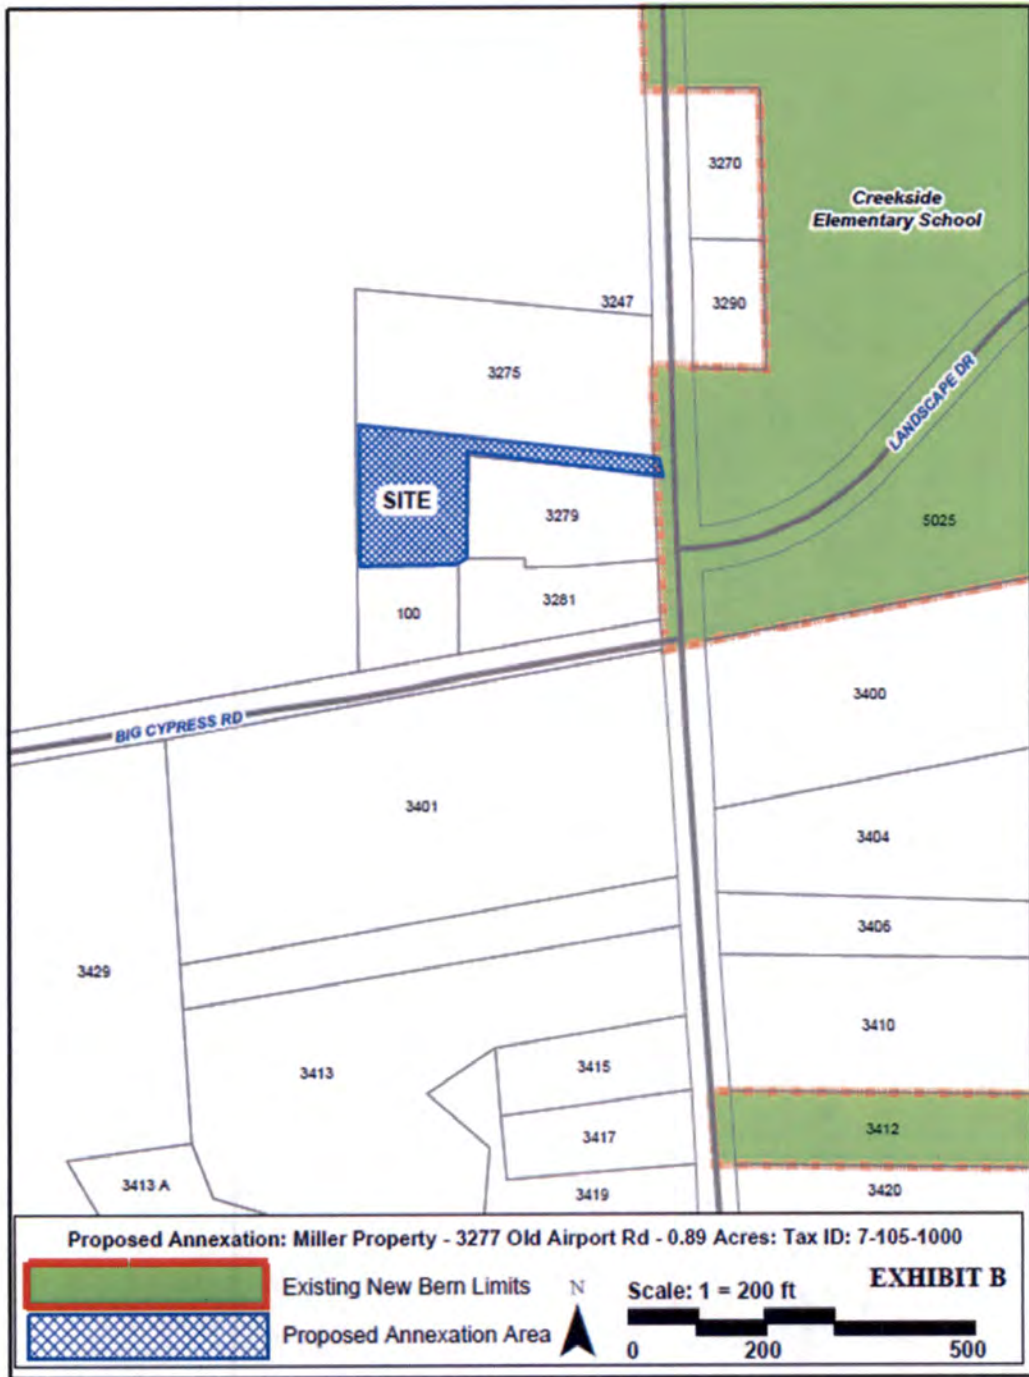 3270
Creekside
Elementary School
3247
3290
3275
LANDSCAPE DR
SITE
3279
5025
100
3281
3400
BIG CYPRESS RD
3401
3404
3406
3429
3410
3413
3415
3412
3417
3413 A
3419
3420
Proposed Annexation: Miller Property - 3277 Old Airport Rd - 0.89 Acres: Tax ID: 7-105-1000
Existing New Bern Limits
N
Scale: 1 = 200 ft
EXHIBIT B
Proposed Annexation Area
0 200 500